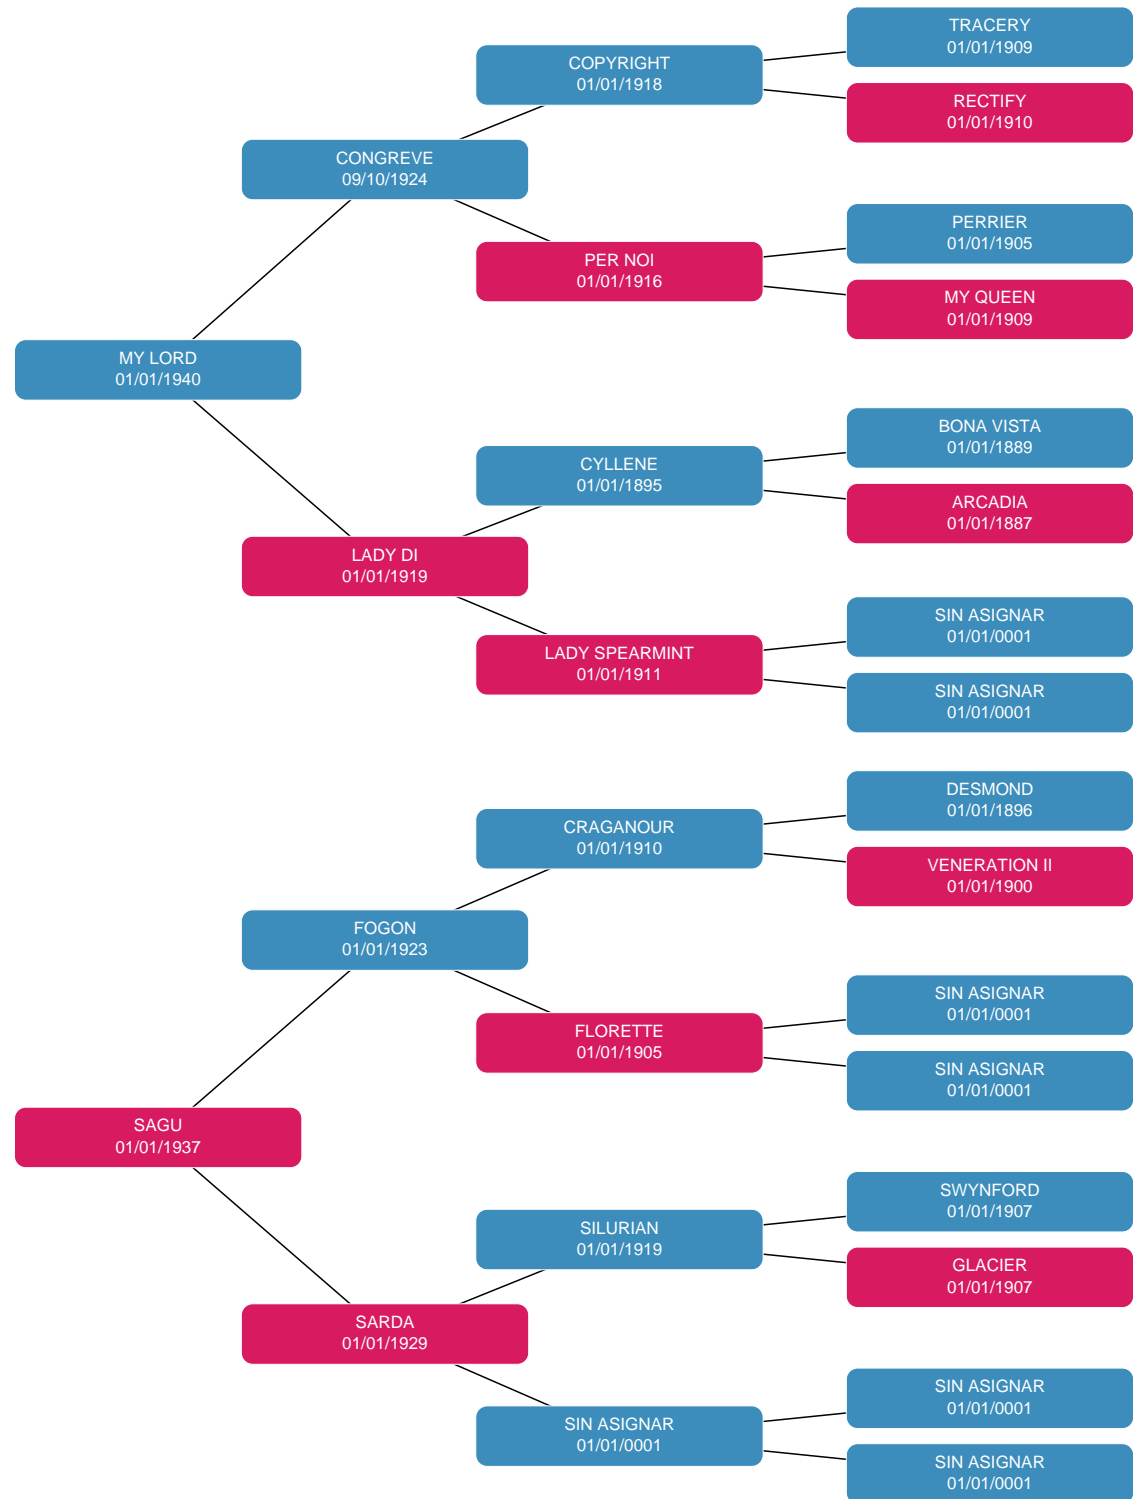 TRACERY
01/01/1909
COPYRIGHT
01/01/1918
RECTIFY
01/01/1910
CONGREVE
09/10/1924
PERRIER
01/01/1905
PER NOI
01/01/1916
MY QUEEN
01/01/1909
MY LORD
01/01/1940
BONA VISTA
01/01/1889
CYLLENE
01/01/1895
ARCADIA
01/01/1887
LADY DI
01/01/1919
SIN ASIGNAR
01/01/0001
LADY SPEARMINT
01/01/1911
SIN ASIGNAR
01/01/0001
DESMOND
01/01/1896
CRAGANOUR
01/01/1910
VENERATION II
01/01/1900
FOGON
01/01/1923
SIN ASIGNAR
01/01/0001
FLORETTE
01/01/1905
SIN ASIGNAR
01/01/0001
SAGU
01/01/1937
SWYNFORD
01/01/1907
SILURIAN
01/01/1919
GLACIER
01/01/1907
SARDA
01/01/1929
SIN ASIGNAR
01/01/0001
SIN ASIGNAR
01/01/0001
SIN ASIGNAR
01/01/0001